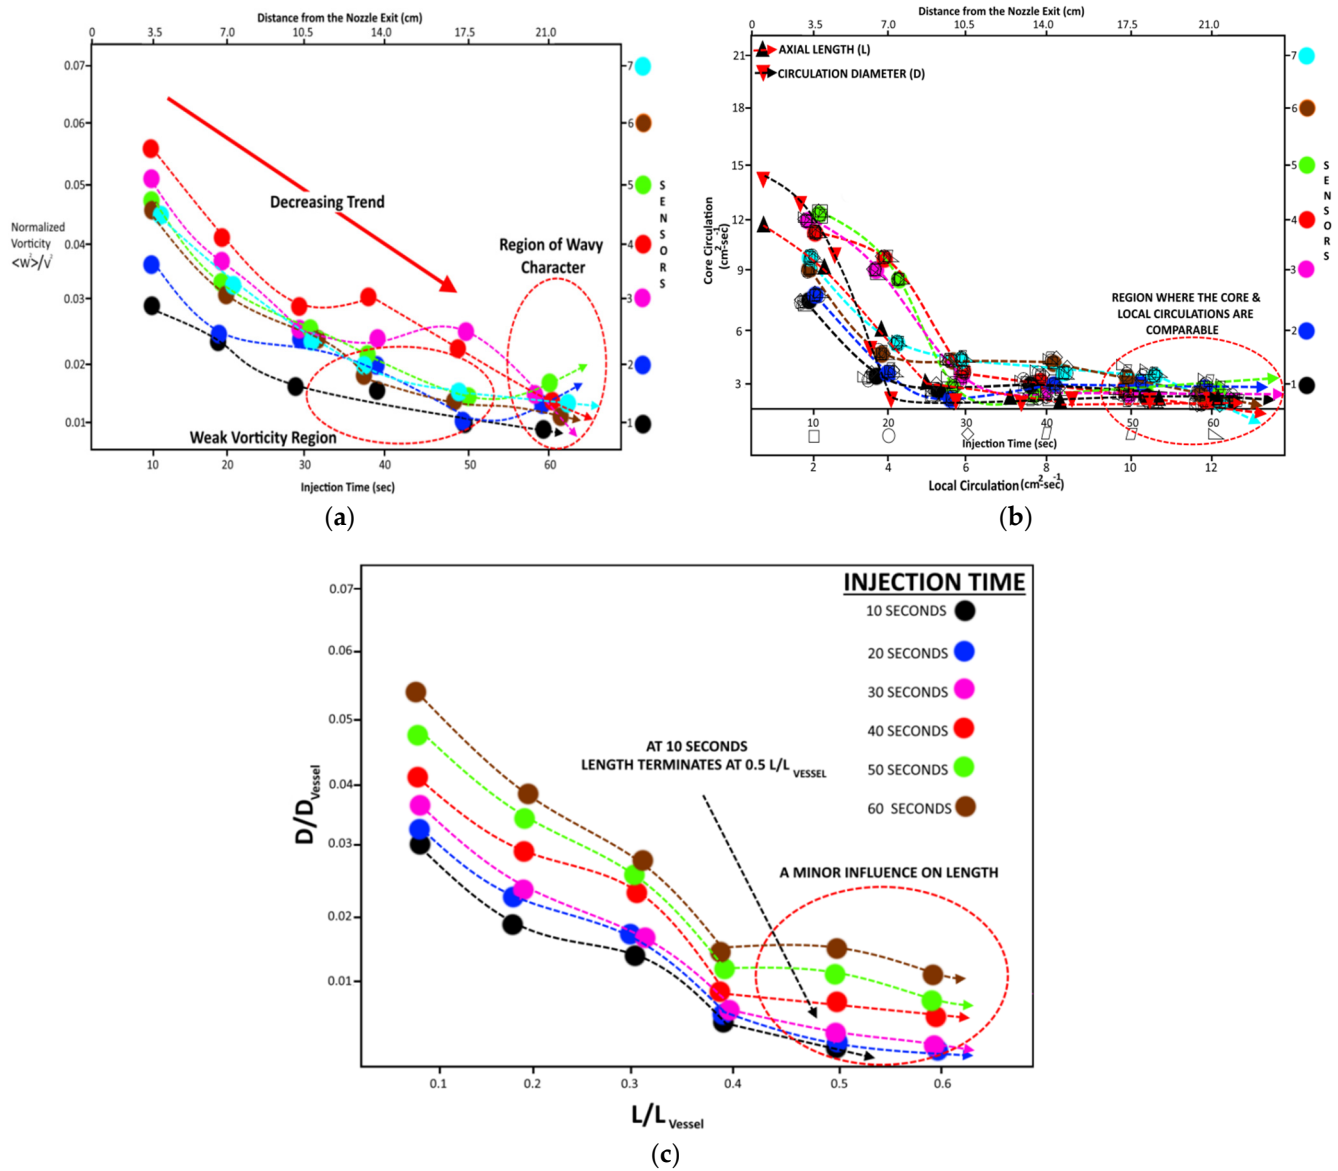 Distance from the Nozzle Exit (cm)
0 3.5 7.0 10.5 14.0 17.5 21.0
0.07
0.06
0.05
0.04
0.03
0.02
0.01
Normalized
Vorticity
Decreasing Trend
Region of Wavy
Character
Weak Vorticity Region
7
6
5
4
3
2
1
SENSORS
10 20 30 40 50 60
Injection Time (sec)
(a)
Distance from the Nozzle Exit (cm)
0 3.5 7.0 10.5 14.0 17.5 21.0
AXIAL LENGTH (L)
CIRCULATION DIAMETER (D)
21
18
15
12
9
6
3
Core Circulation
(cm²-sec⁻¹)
REGION WHERE THE CORE &
LOCAL CIRCULATIONS ARE
COMPARABLE
7
6
5
4
3
2
1
SENSORS
10 20 30 40 50 60
Injection Time (sec)
2 4 6 8 10 12
Local Circulation (cm²-sec⁻¹)
(b)
INJECTION TIME
10 SECONDS
20 SECONDS
30 SECONDS
40 SECONDS
50 SECONDS
60 SECONDS
0.07
0.06
0.05
0.04
0.03
0.02
0.01
D/D Vessel
AT 10 SECONDS
LENGTH TERMINATES AT 0.5 L/L VESSEL
A MINOR INFLUENCE ON LENGTH
0.1 0.2 0.3 0.4 0.5 0.6
L/L Vessel
(c)